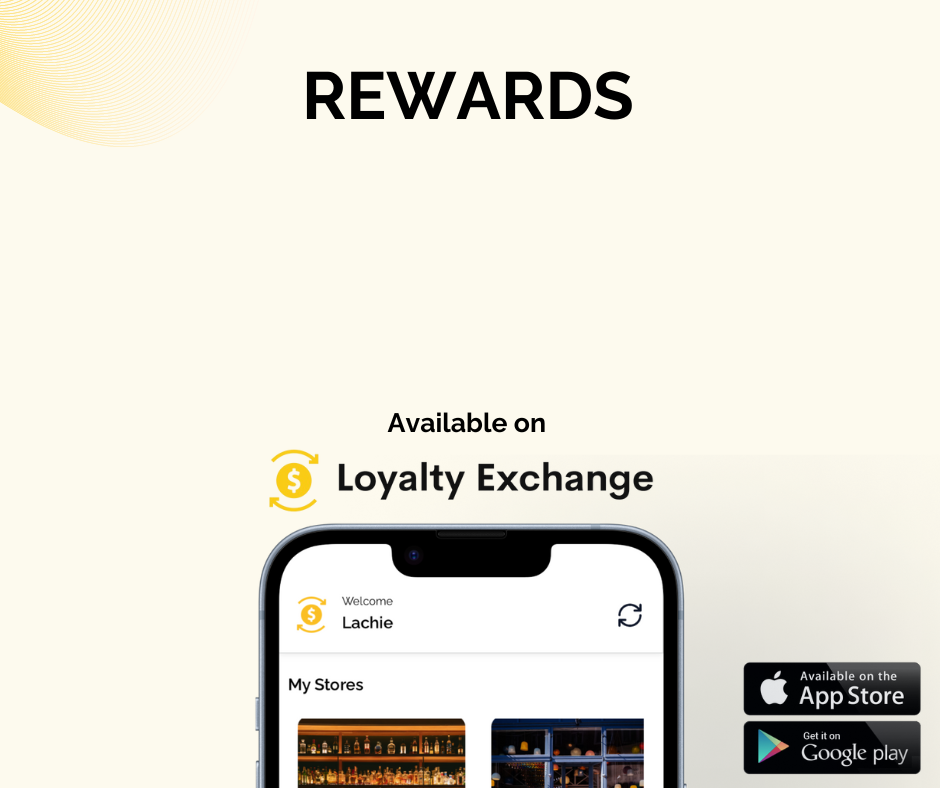 REWARDS
Available on
Loyalty Exchange
Welcome
Lachie
My Stores
Available on the
App Store
Get it on
Google play